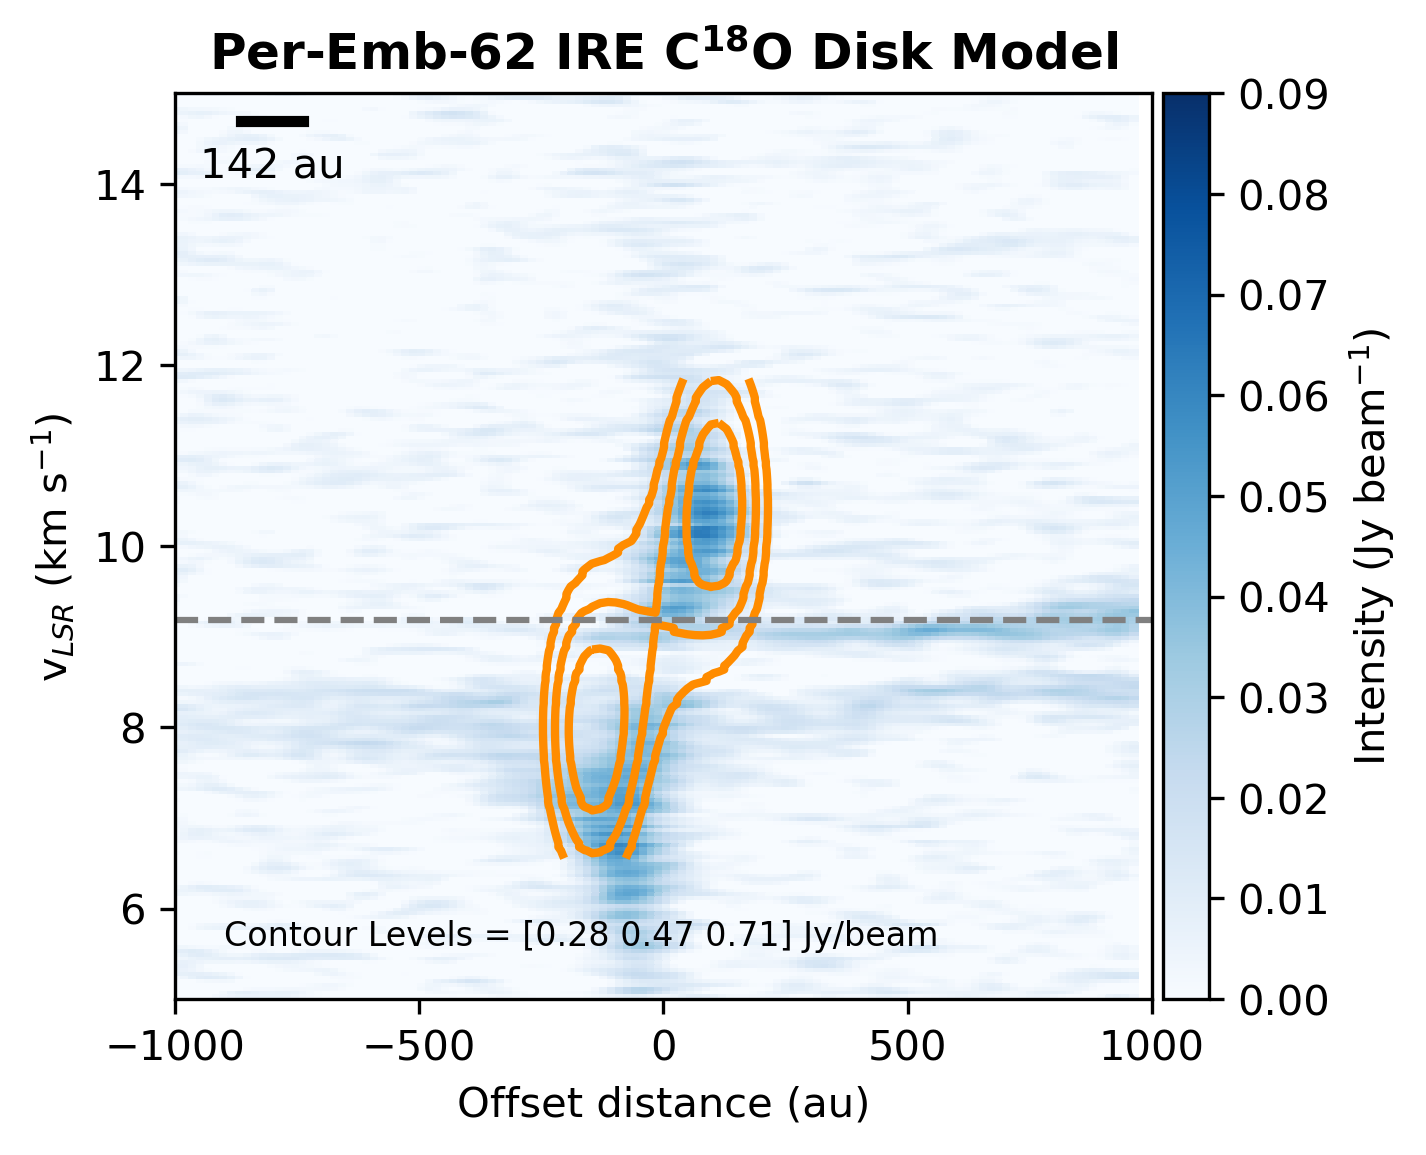 Per-Emb-62 IRE C¹⁸O Disk Model
142 au
14
12
10
8
6
v_LSR (km s⁻¹)
Contour Levels = [0.28 0.47 0.71] Jy/beam
−1000 −500 0 500 1000
Offset distance (au)
0.09
0.08
0.07
0.06
0.05
0.04
0.03
0.02
0.01
0.00
Intensity (Jy beam⁻¹)